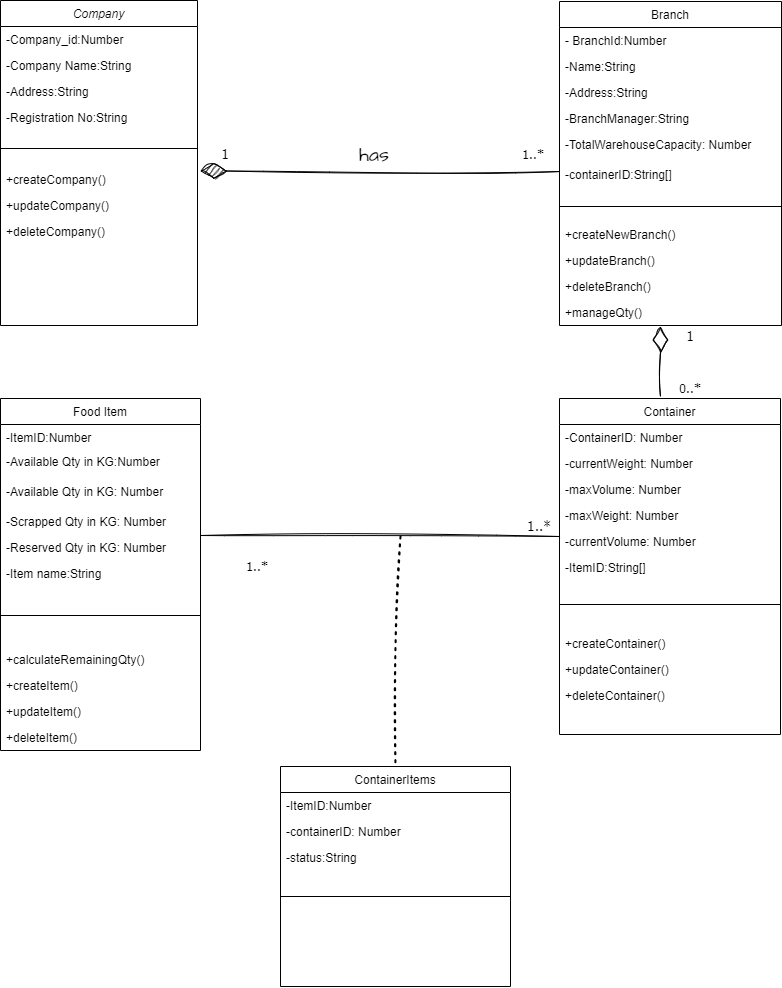 Company
-Company_id:Number
-Company Name:String
-Address:String
-Registration No:String
+createCompany()
+updateCompany()
+deleteCompany()
1
has
1..*
Branch
- BranchId:Number
-Name:String
-Address:String
-BranchManager:String
-TotalWarehouseCapacity: Number
-containerID:String[]
+createNewBranch()
+updateBranch()
+deleteBranch()
+manageQty()
1
0..*
Food Item
-ItemID:Number
-Available Qty in KG:Number
-Available Qty in KG: Number
-Scrapped Qty in KG: Number
-Reserved Qty in KG: Number
-Item name:String
+calculateRemainingQty()
+createItem()
+updateItem()
+deleteItem()
1..*
1..*
Container
-ContainerID: Number
-currentWeight: Number
-maxVolume: Number
-maxWeight: Number
-currentVolume: Number
-ItemID:String[]
+createContainer()
+updateContainer()
+deleteContainer()
ContainerItems
-ItemID:Number
-containerID: Number
-status:String